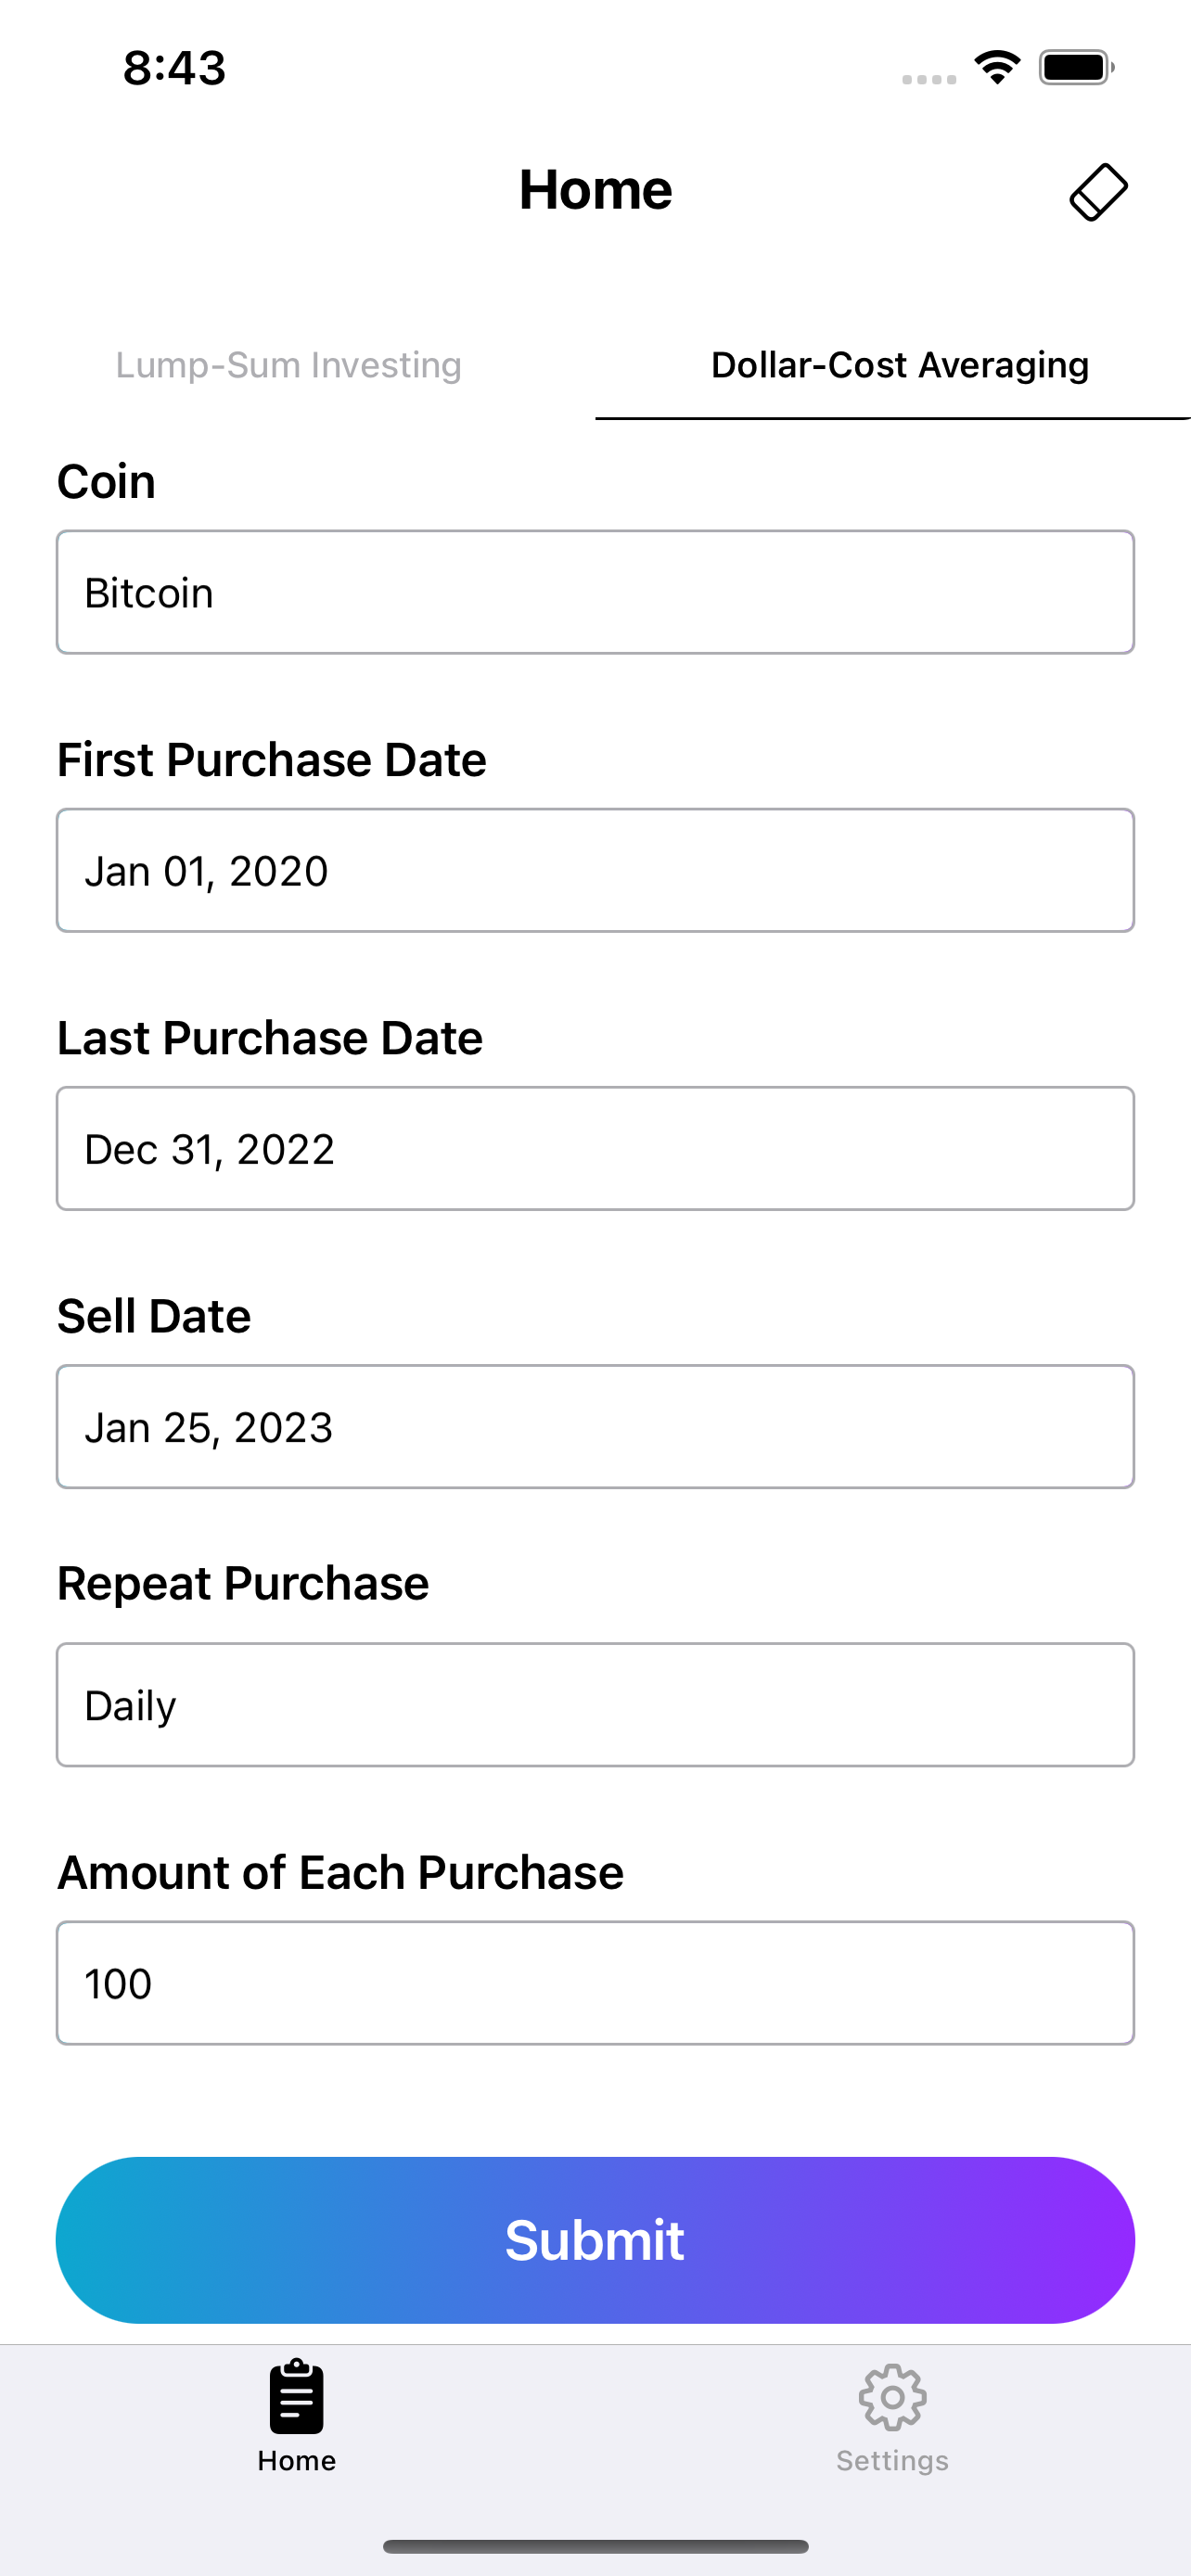 8:43
Home
Lump-Sum Investing
Dollar-Cost Averaging
Coin
Bitcoin
First Purchase Date
Jan 01, 2020
Last Purchase Date
Dec 31, 2022
Sell Date
Jan 25, 2023
Repeat Purchase
Daily
Amount of Each Purchase
100
Submit
Home
Settings